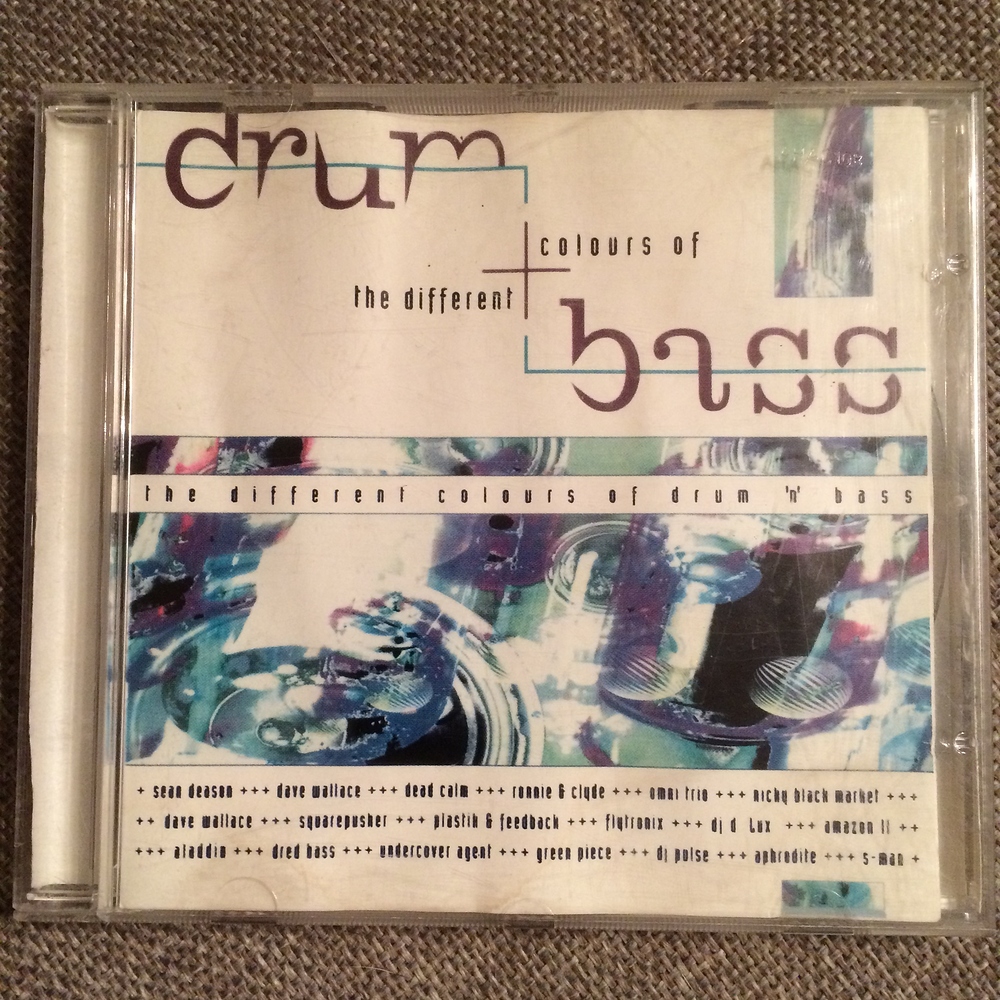 drum
colours of
the different
bass
the different colours of drum 'n' bass
+ sean deason +++ dave wallace +++ dead calm +++ ronnie & clyde +++ omni trio +++ nicky black market +++
++ dave wallace +++ squarepusher +++ plastik & feedback +++ flytronix +++ dj d lux +++ amazon II ++
+++ aladdin +++ dred bass +++ undercover agent +++ green piece +++ dj pulse +++ aphrodite +++ s-man +